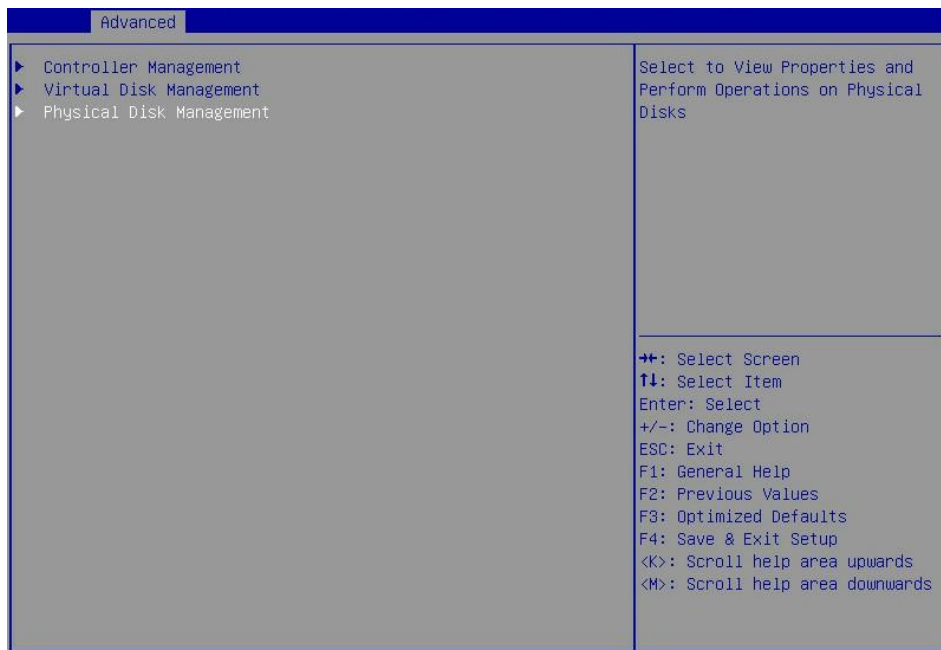 Advanced
Controller Management
Virtual Disk Management
Physical Disk Management
Select to View Properties and
Perform Operations on Physical
Disks
→←: Select Screen
↑↓: Select Item
Enter: Select
+/-: Change Option
ESC: Exit
F1: General Help
F2: Previous Values
F3: Optimized Defaults
F4: Save & Exit Setup
<K>: Scroll help area upwards
<M>: Scroll help area downwards